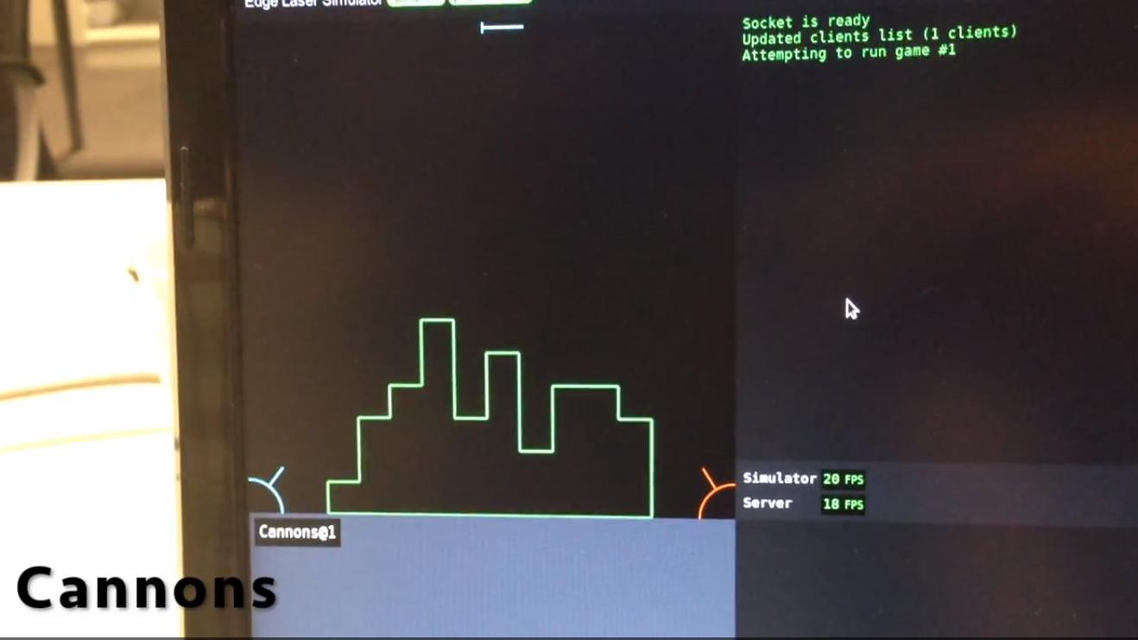 Edge Laser Simulator
Socket is ready
Updated clients list (1 clients)
Attempting to run game #1
Simulator 20 FPS
Server 18 FPS
Cannons@1
Cannons